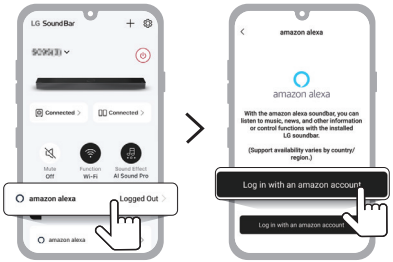 LG SoundBar
Connected >
Connected >
Mute
Off
Function
Wi-Fi
Sound Effect
AI Sound Pro
amazon alexa
Logged Out >
amazon alexa
>
<
amazon alexa
amazon alexa
With the amazon alexa soundbar, you can
listen to music, news, and other information
or control functions with the installed
LG soundbar.
(Support availability varies by country/
region.)
Log in with an amazon account
Log in with an amazon account